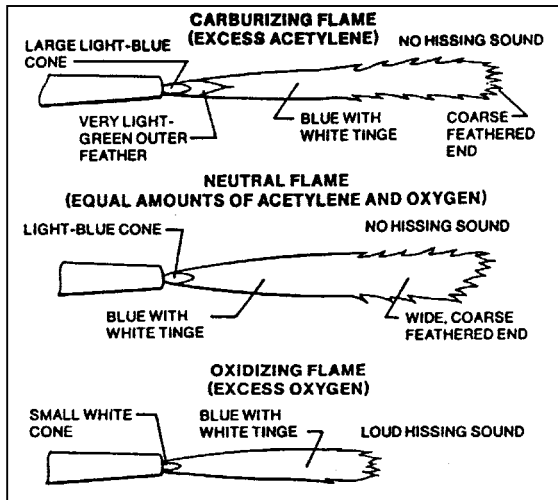 CARBURIZING FLAME
(EXCESS ACETYLENE)
LARGE LIGHT-BLUE
CONE
NO HISSING SOUND
VERY LIGHT-
GREEN OUTER
FEATHER
BLUE WITH
WHITE TINGE
COARSE
FEATHERED
END
NEUTRAL FLAME
(EQUAL AMOUNTS OF ACETYLENE AND OXYGEN)
LIGHT-BLUE CONE
NO HISSING SOUND
BLUE WITH
WHITE TINGE
WIDE, COARSE
FEATHERED END
OXIDIZING FLAME
(EXCESS OXYGEN)
SMALL WHITE
CONE
BLUE WITH
WHITE TINGE
LOUD HISSING SOUND